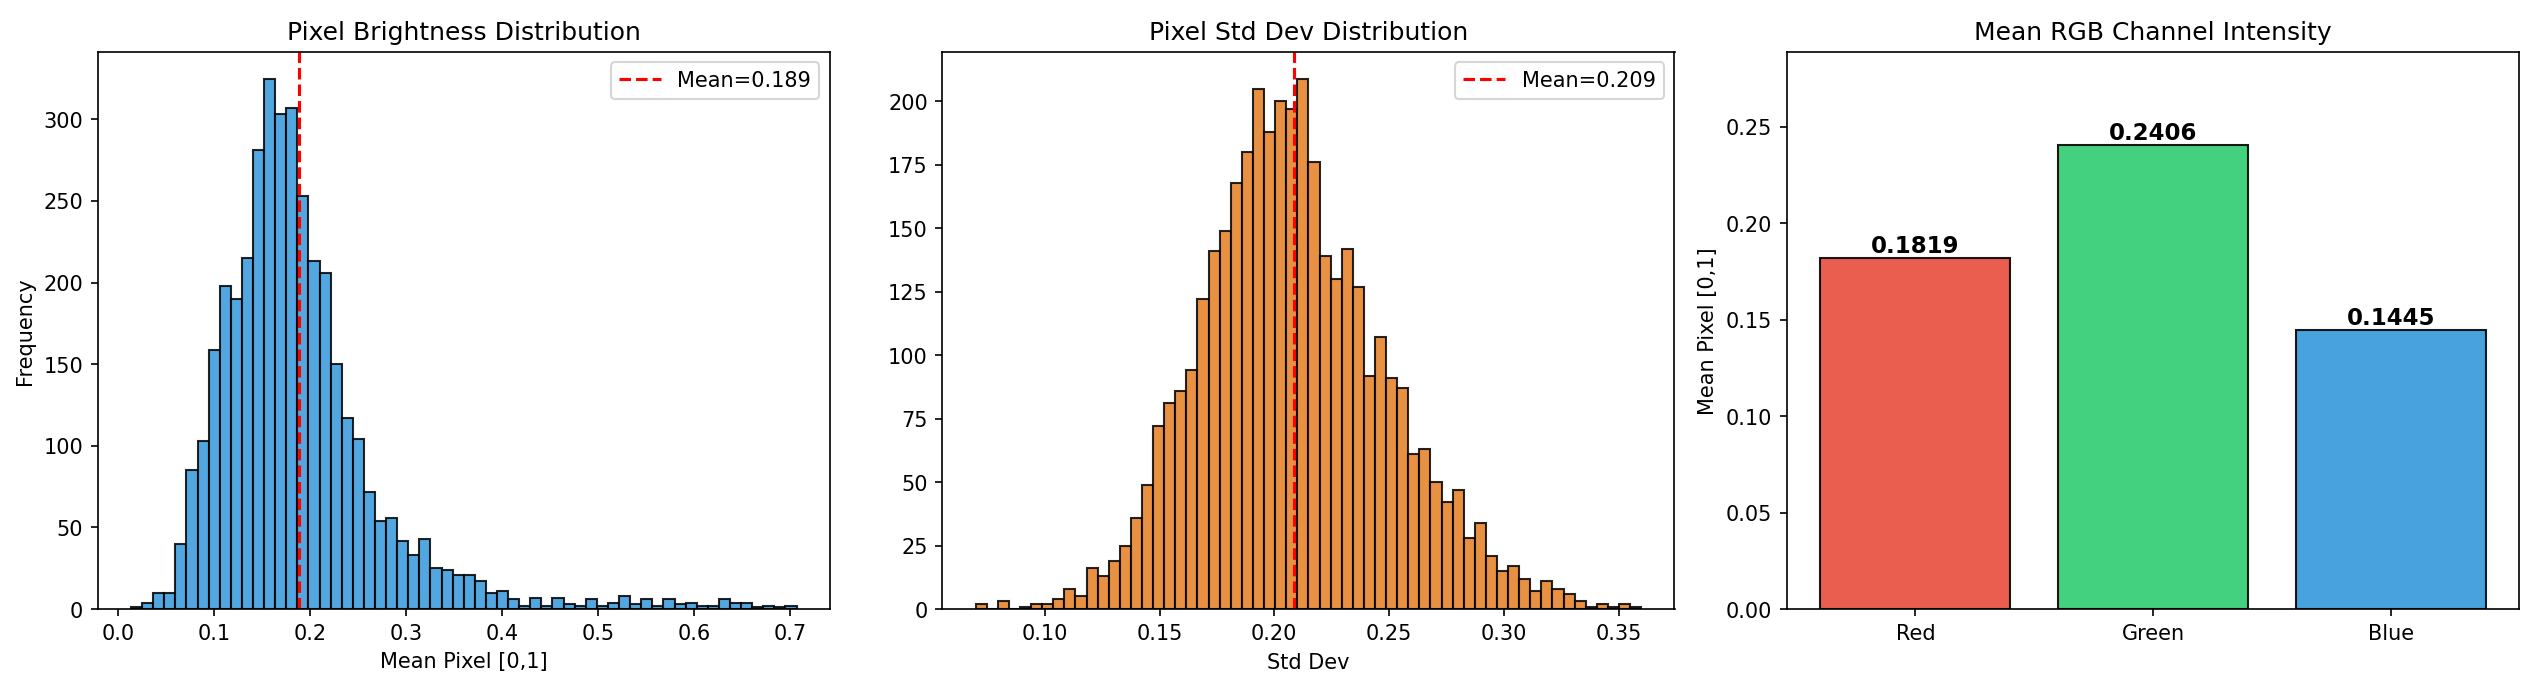 Pixel Brightness Distribution
Mean=0.189
Frequency
300
250
200
150
100
50
0
0.0 0.1 0.2 0.3 0.4 0.5 0.6 0.7
Mean Pixel [0,1]
Pixel Std Dev Distribution
Mean=0.209
200
175
150
125
100
75
50
25
0
0.10 0.15 0.20 0.25 0.30 0.35
Std Dev
Mean RGB Channel Intensity
Mean Pixel [0,1]
0.25
0.20
0.15
0.10
0.05
0.00
0.1819
0.2406
0.1445
Red Green Blue